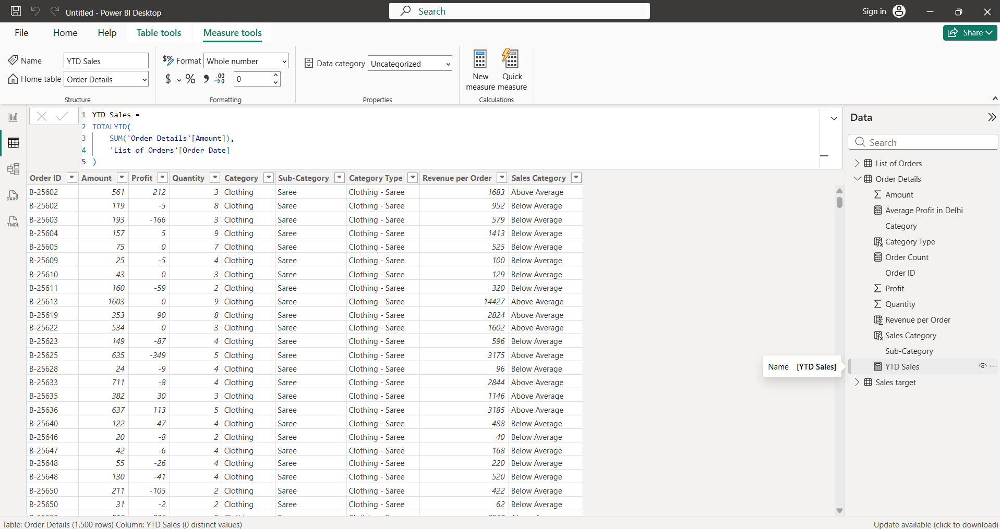 Untitled - Power BI Desktop
Search
Sign in
File Home Help Table tools Measure tools
Share
Name YTD Sales
Home table Order Details
Structure
Format Whole number
$ % 0
Formatting
Data category Uncategorized
Properties
New measure
Quick measure
Calculations
1 YTD Sales =
2 TOTALYTD(
3 SUM('Order Details'[Amount]),
4 'List of Orders'[Order Date]
5 )
Order ID Amount Profit Quantity Category Sub-Category Category Type Revenue per Order Sales Category
B-25602 561 212 3 Clothing Saree Clothing - Saree 1683 Above Average
B-25602 119 -5 8 Clothing Saree Clothing - Saree 952 Below Average
B-25603 193 -166 3 Clothing Saree Clothing - Saree 579 Below Average
B-25604 157 5 9 Clothing Saree Clothing - Saree 1413 Below Average
B-25605 75 0 7 Clothing Saree Clothing - Saree 525 Below Average
B-25609 25 -5 4 Clothing Saree Clothing - Saree 100 Below Average
B-25610 43 0 3 Clothing Saree Clothing - Saree 129 Below Average
B-25611 160 -59 2 Clothing Saree Clothing - Saree 320 Below Average
B-25613 1603 0 9 Clothing Saree Clothing - Saree 14427 Above Average
B-25619 353 90 8 Clothing Saree Clothing - Saree 2824 Above Average
B-25622 534 0 3 Clothing Saree Clothing - Saree 1602 Above Average
B-25623 149 -87 4 Clothing Saree Clothing - Saree 596 Below Average
B-25625 635 -349 5 Clothing Saree Clothing - Saree 3175 Above Average
B-25628 24 -9 4 Clothing Saree Clothing - Saree 96 Below Average
B-25633 711 -8 4 Clothing Saree Clothing - Saree 2844 Above Average
B-25635 382 30 3 Clothing Saree Clothing - Saree 1146 Above Average
B-25636 637 113 5 Clothing Saree Clothing - Saree 3185 Above Average
B-25640 122 -47 4 Clothing Saree Clothing - Saree 488 Below Average
B-25646 20 -8 2 Clothing Saree Clothing - Saree 40 Below Average
B-25647 42 -6 4 Clothing Saree Clothing - Saree 168 Below Average
B-25648 55 -26 4 Clothing Saree Clothing - Saree 220 Below Average
B-25648 130 -41 4 Clothing Saree Clothing - Saree 520 Below Average
B-25650 211 -105 2 Clothing Saree Clothing - Saree 422 Below Average
B-25650 31 -2 2 Clothing Saree Clothing - Saree 62 Below Average
DAX
TMDL
Name [YTD Sales]
Data
Search
List of Orders
Order Details
Amount
Average Profit in Delhi
Category
Category Type
Order Count
Order ID
Profit
Quantity
Revenue per Order
Sales Category
Sub-Category
YTD Sales
Sales target
Table: Order Details (1,500 rows) Column: YTD Sales (0 distinct values)
Update available (click to download)